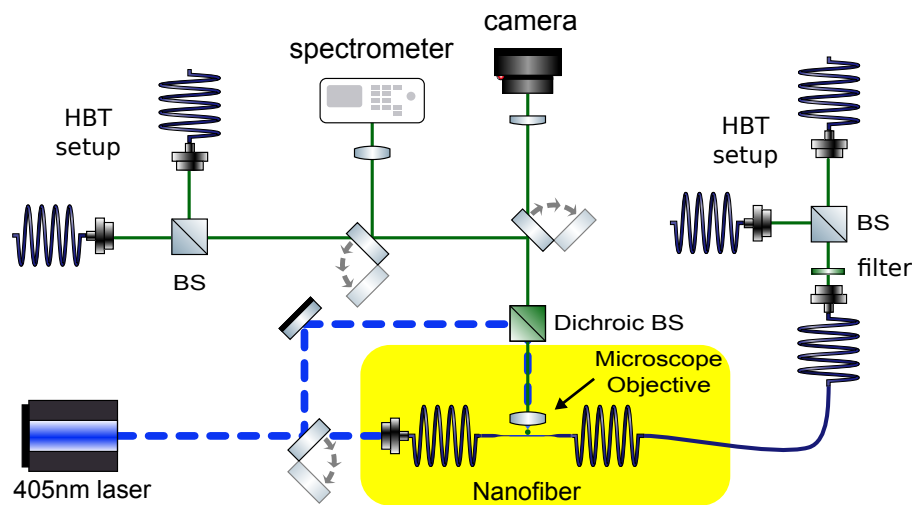 camera
spectrometer
HBT
setup
HBT
setup
BS
BS
filter
Dichroic BS
Microscope
Objective
405nm laser
Nanofiber